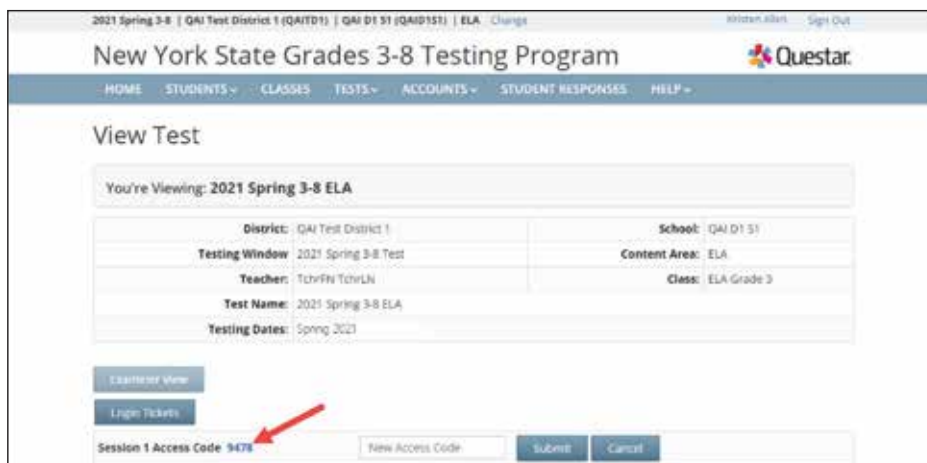 2021 Spring 3-8 | QAI Test District 1 (QAITD1) | QAI D1 S1 (QAID1S1) | ELA Change Kristen Allen Sign Out
New York State Grades 3-8 Testing Program Questar.
HOME STUDENTS CLASSES TESTS ACCOUNTS STUDENT RESPONSES HELP
View Test
You're Viewing: 2021 Spring 3-8 ELA
District: QAI Test District 1 School: QAI D1 S1
Testing Window 2021 Spring 3-8 Test Content Area: ELA
Teacher: TchrFN TchrLN Class: ELA Grade 3
Test Name: 2021 Spring 3-8 ELA
Testing Dates: Spring 2021
Examiner View
Login Tickets
Session 1 Access Code 9478 New Access Code Submit Cancel